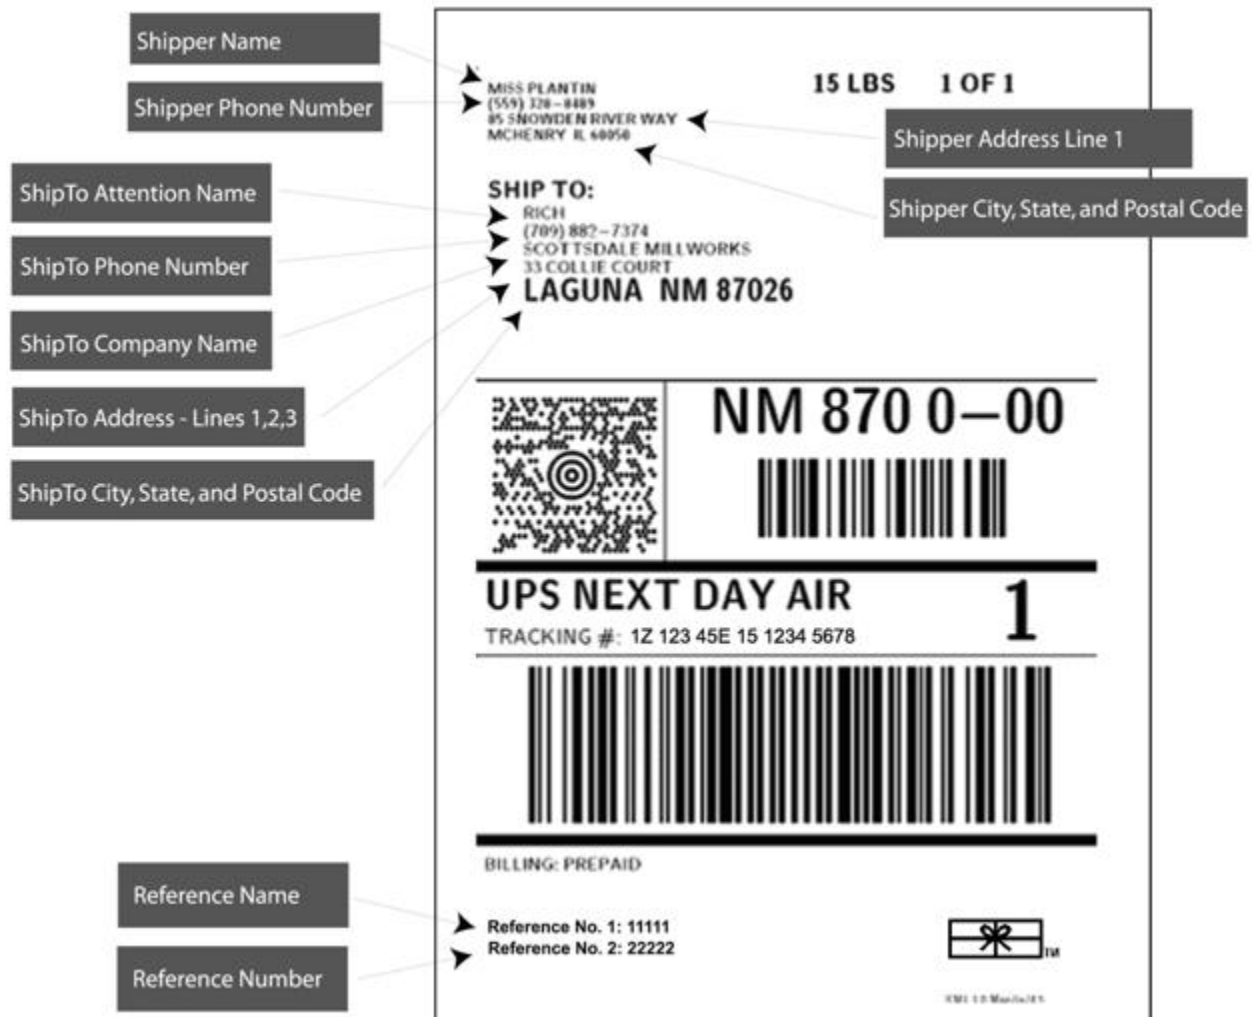 Shipper Name
Shipper Phone Number
MISS PLANTIN
(559) 328-8489
85 SNOWDEN RIVER WAY
MCHENRY IL 60050
15 LBS 1 OF 1
Shipper Address Line 1
Shipper City, State, and Postal Code
ShipTo Attention Name
ShipTo Phone Number
ShipTo Company Name
ShipTo Address - Lines 1,2,3
ShipTo City, State, and Postal Code
SHIP TO:
RICH
(709) 882-7374
SCOTTSDALE MILLWORKS
33 COLLIE COURT
LAGUNA NM 87026
NM 870 0-00
UPS NEXT DAY AIR 1
TRACKING #: 1Z 123 45E 15 1234 5678
BILLING: PREPAID
Reference Name
Reference Number
Reference No. 1: 11111
Reference No. 2: 22222
TM